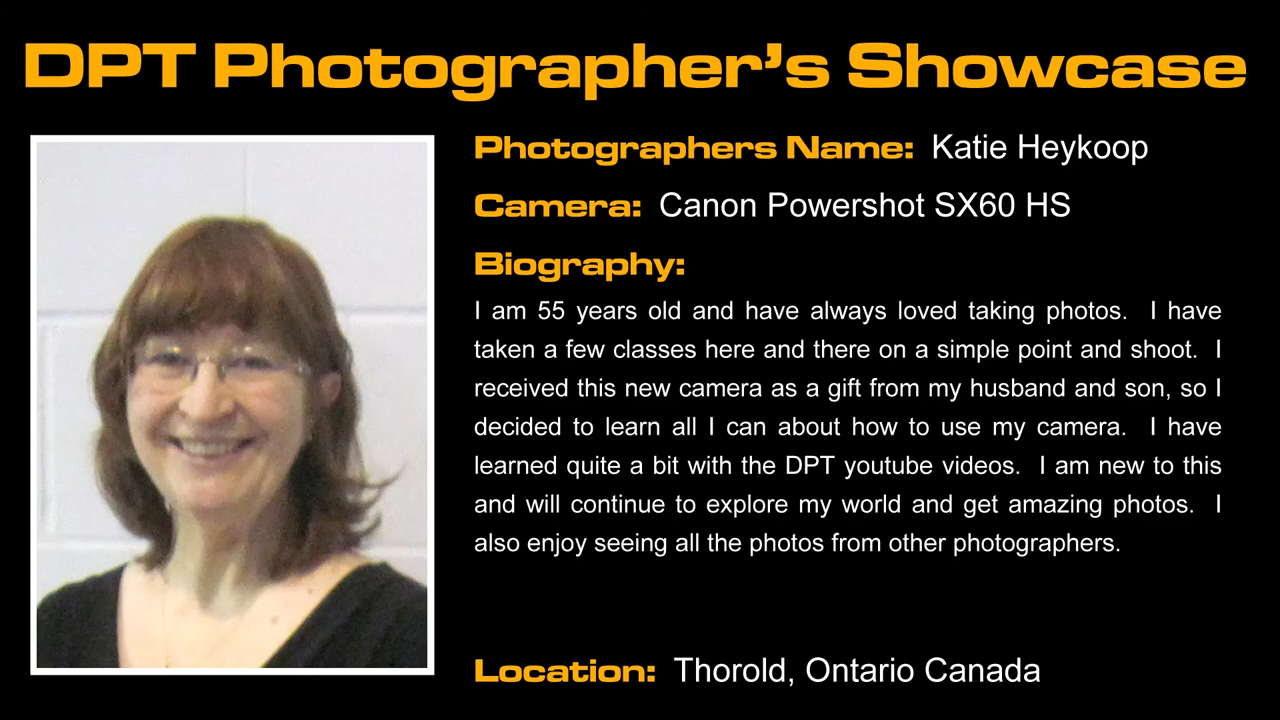 DPT Photographer’s Showcase
Photographers Name: Katie Heykoop
Camera: Canon Powershot SX60 HS
Biography:
I am 55 years old and have always loved taking photos. I have
taken a few classes here and there on a simple point and shoot. I
received this new camera as a gift from my husband and son, so I
decided to learn all I can about how to use my camera. I have
learned quite a bit with the DPT youtube videos. I am new to this
and will continue to explore my world and get amazing photos. I
also enjoy seeing all the photos from other photographers.
Location: Thorold, Ontario Canada